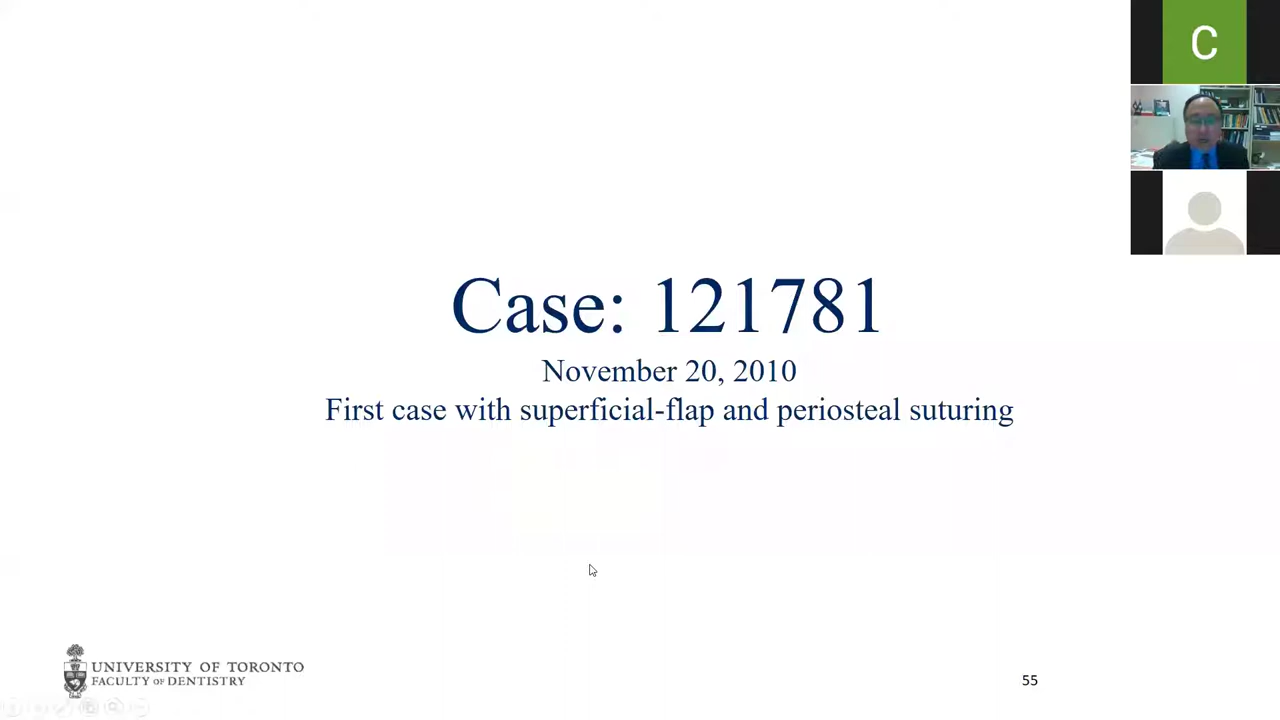 C
Case: 121781
November 20, 2010
First case with superficial-flap and periosteal suturing
UNIVERSITY OF TORONTO
FACULTY OF DENTISTRY
55